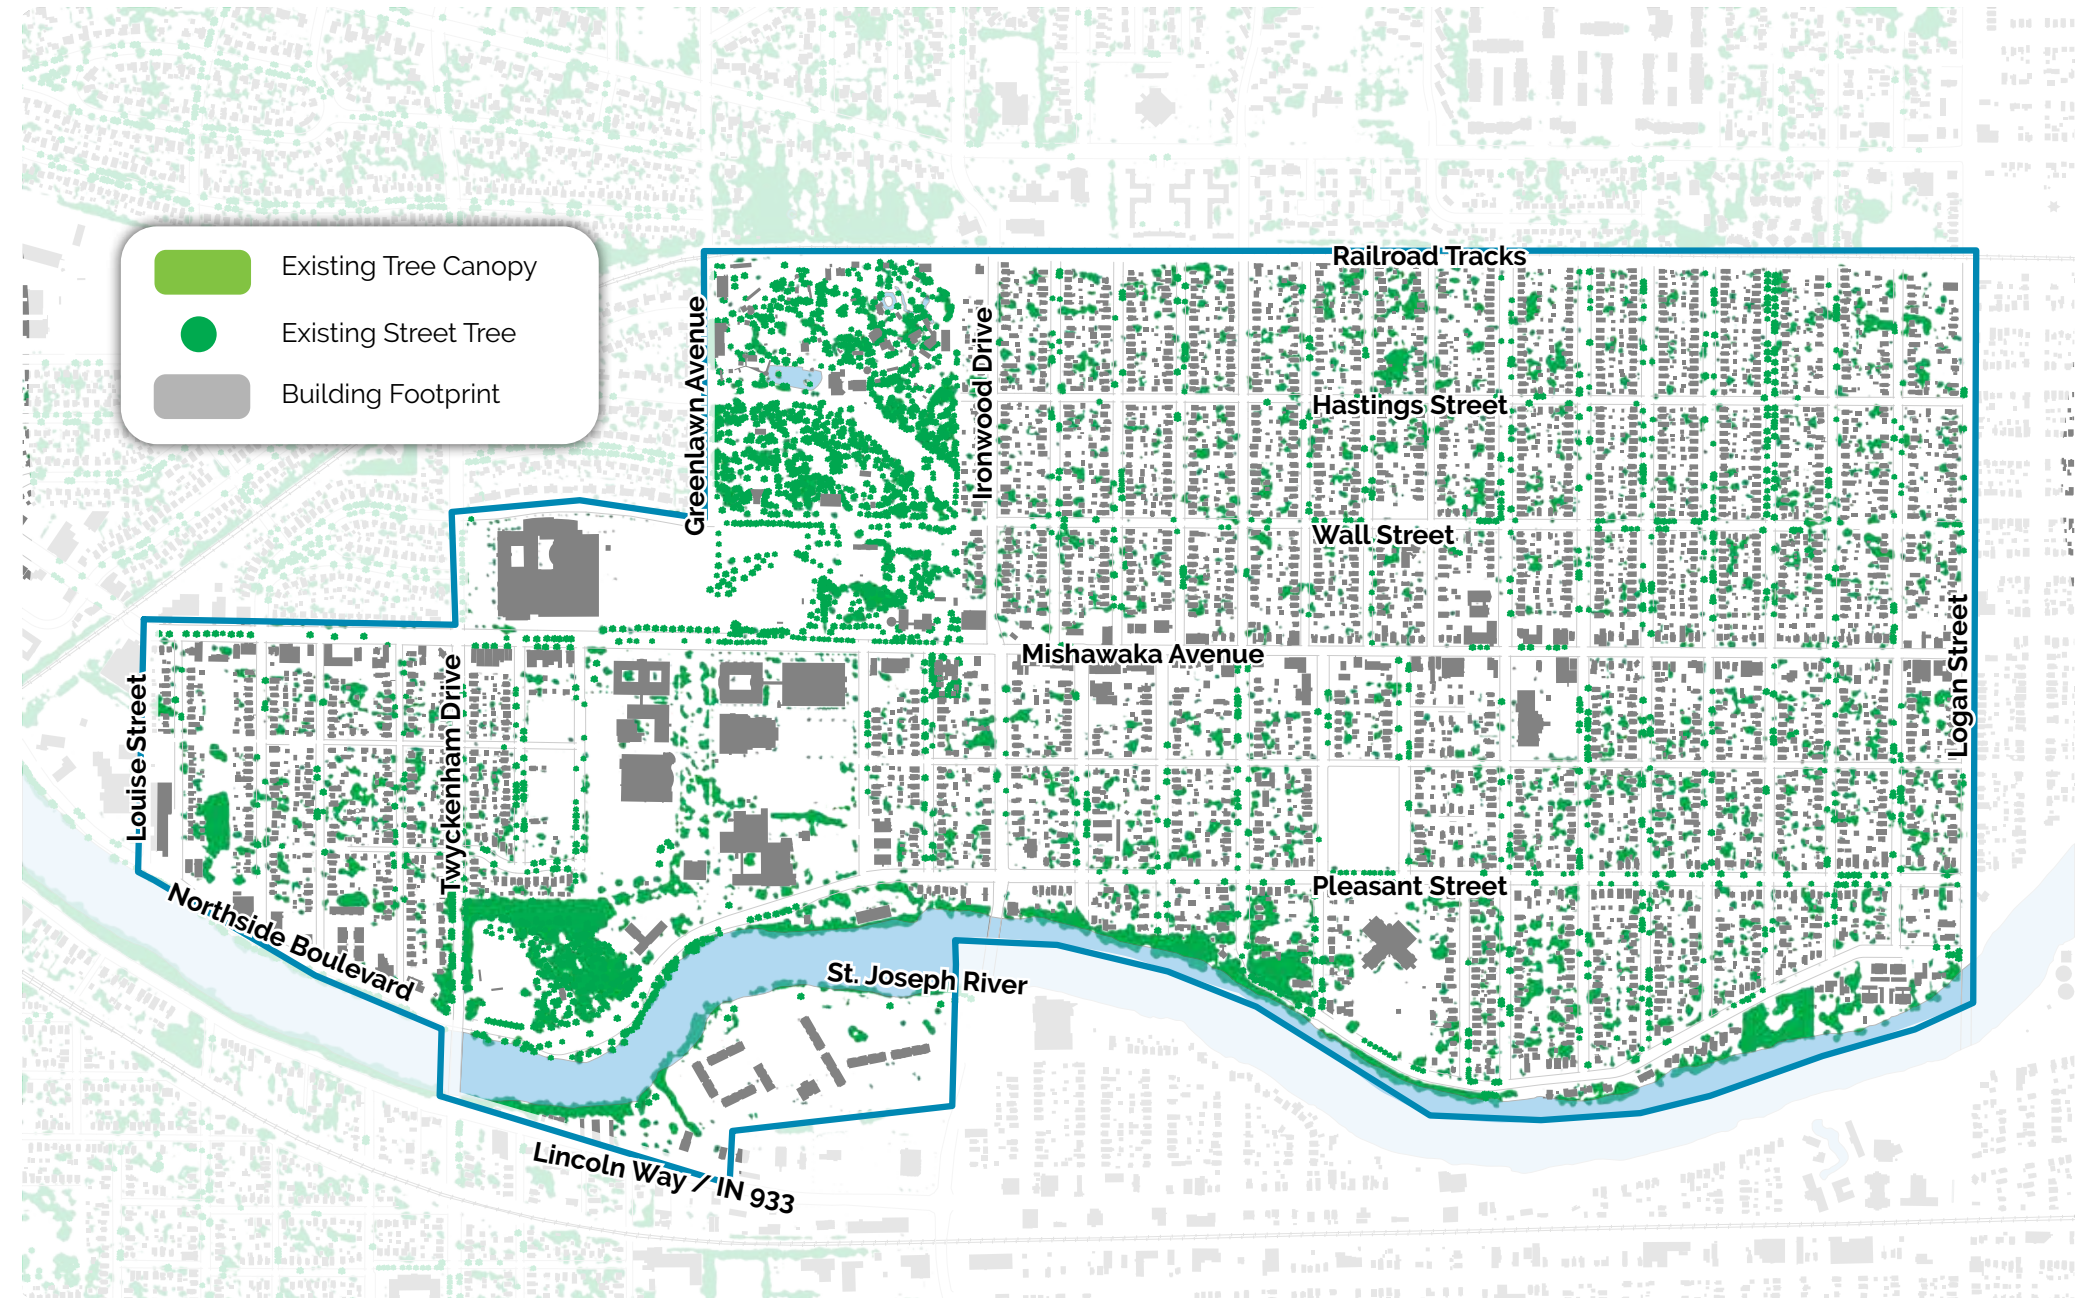 Railroad Tracks
Existing Tree Canopy
Existing Street Tree
Building Footprint
Greenlawn Avenue
Ironwood Drive
Hastings Street
Wall Street
Mishawaka Avenue
Louise Street
Twyckenham Drive
Logan Street
Pleasant Street
Northside Boulevard
St. Joseph River
Lincoln Way / IN 933